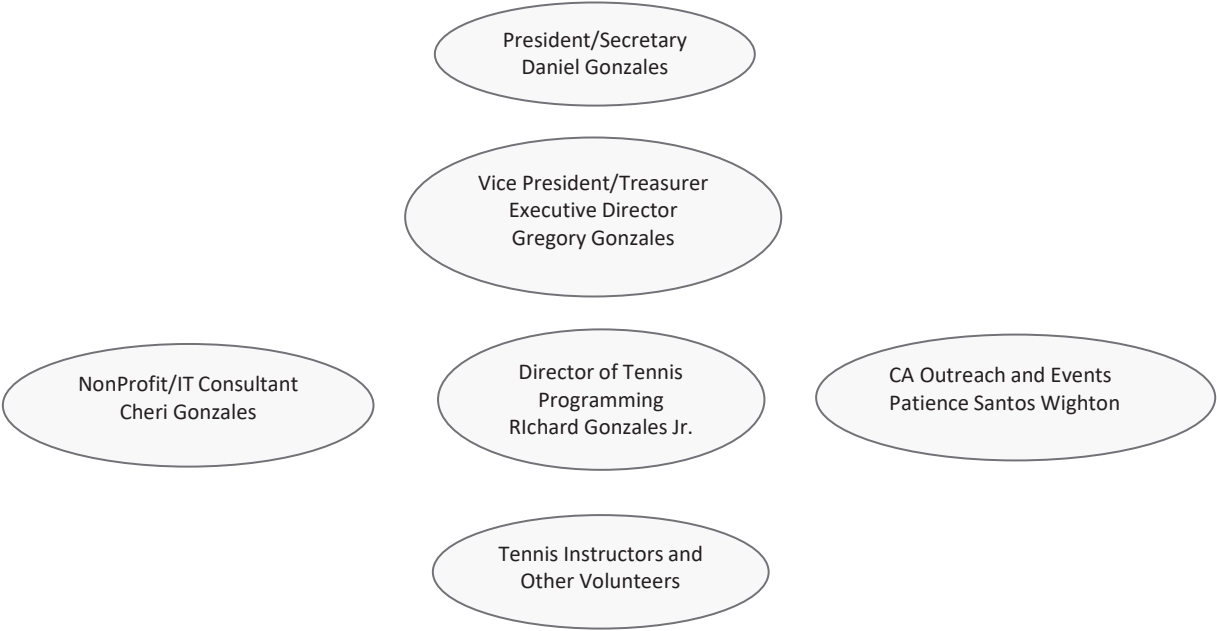 President/Secretary
Daniel Gonzales
Vice President/Treasurer
Executive Director
Gregory Gonzales
NonProfit/IT Consultant
Cheri Gonzales
Director of Tennis
Programming
RIchard Gonzales Jr.
CA Outreach and Events
Patience Santos Wighton
Tennis Instructors and
Other Volunteers